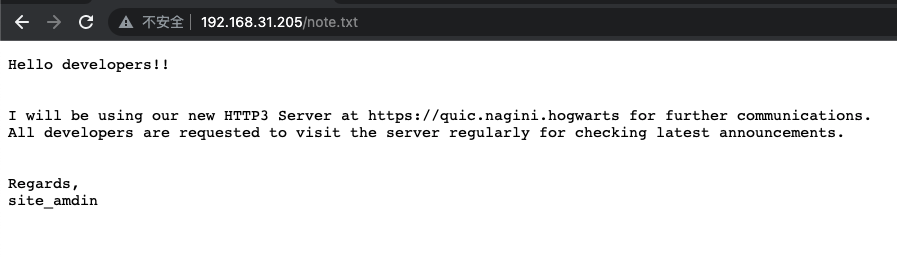 不安全 | 192.168.31.205/note.txt
Hello developers!!
I will be using our new HTTP3 Server at https://quic.nagini.hogwarts for further communications.
All developers are requested to visit the server regularly for checking latest announcements.
Regards,
site_amdin